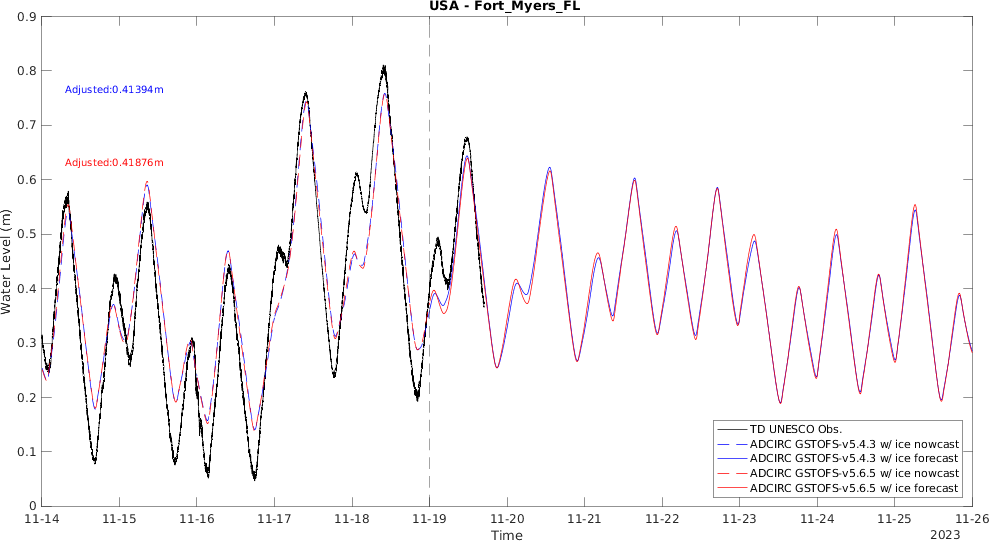 USA - Fort_Myers_FL
0.9
0.8
0.7
0.6
0.5
0.4
0.3
0.2
0.1
0
Water Level (m)
Adjusted:0.41394m
Adjusted:0.41876m
TD UNESCO Obs.
ADCIRC GSTOFS-v5.4.3 w/ ice nowcast
ADCIRC GSTOFS-v5.4.3 w/ ice forecast
ADCIRC GSTOFS-v5.6.5 w/ ice nowcast
ADCIRC GSTOFS-v5.6.5 w/ ice forecast
11-14 11-15 11-16 11-17 11-18 11-19 11-20 11-21 11-22 11-23 11-24 11-25 11-26
Time
2023